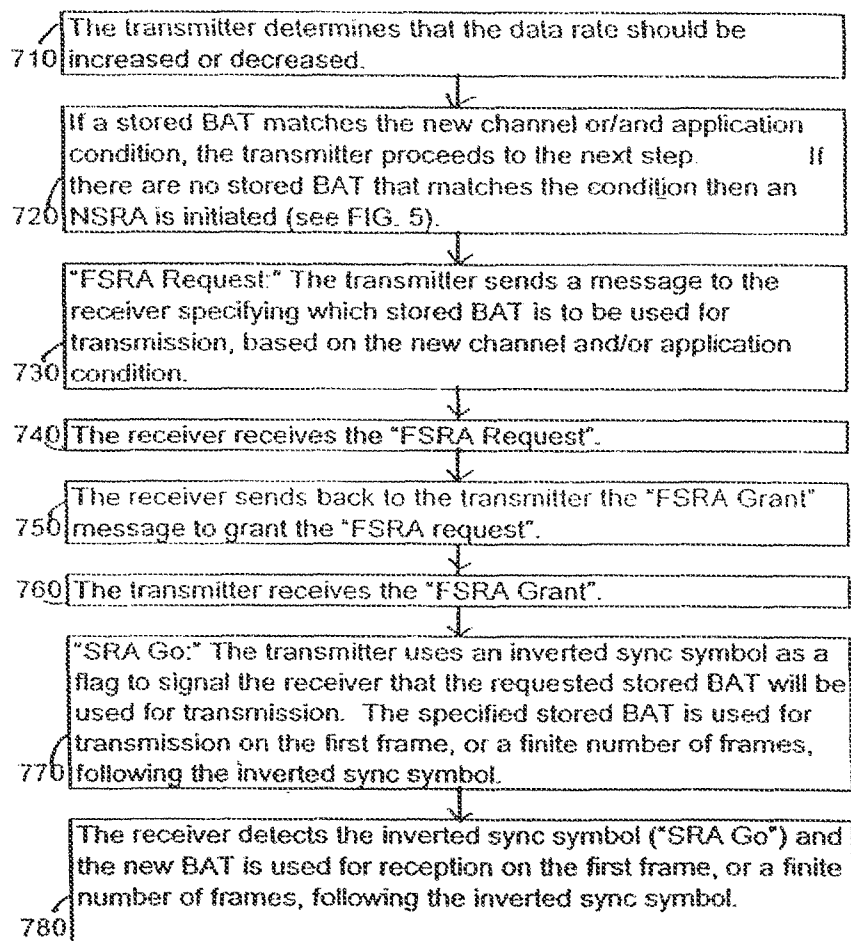 The transmitter determines that the data rate should be
710 increased or decreased.
If a stored BAT matches the new channel or/and application
condition, the transmitter proceeds to the next step. If
there are no stored BAT that matches the condition then an
720 NSRA is initiated (see FIG. 5).
"FSRA Request:" The transmitter sends a message to the
receiver specifying which stored BAT is to be used for
transmission, based on the new channel and/or application
730 condition.
740 The receiver receives the "FSRA Request".
The receiver sends back to the transmitter the "FSRA Grant"
750 message to grant the "FSRA request".
760 The transmitter receives the "FSRA Grant".
"SRA Go:" The transmitter uses an inverted sync symbol as a
flag to signal the receiver that the requested stored BAT will be
used for transmission. The specified stored BAT is used for
transmission on the first frame, or a finite number of frames,
770 following the inverted sync symbol.
The receiver detects the inverted sync symbol ("SRA Go") and
the new BAT is used for reception on the first frame, or a finite
number of frames, following the inverted sync symbol.
780